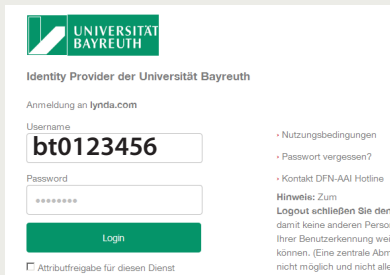 UNIVERSITÄT
BAYREUTH
Identity Provider der Universität Bayreuth
Anmeldung an lynda.com
Username
bt0123456
Password
Login
Attributfreigabe für diesen Dienst
• Nutzungsbedingungen
• Passwort vergessen?
• Kontakt DFN-AAI Hotline
Hinweis: Zum
Logout schließen Sie den
damit keine anderen Person
Ihrer Benutzerkennung wei
können. (Eine zentrale Abm
nicht möglich und nicht alle